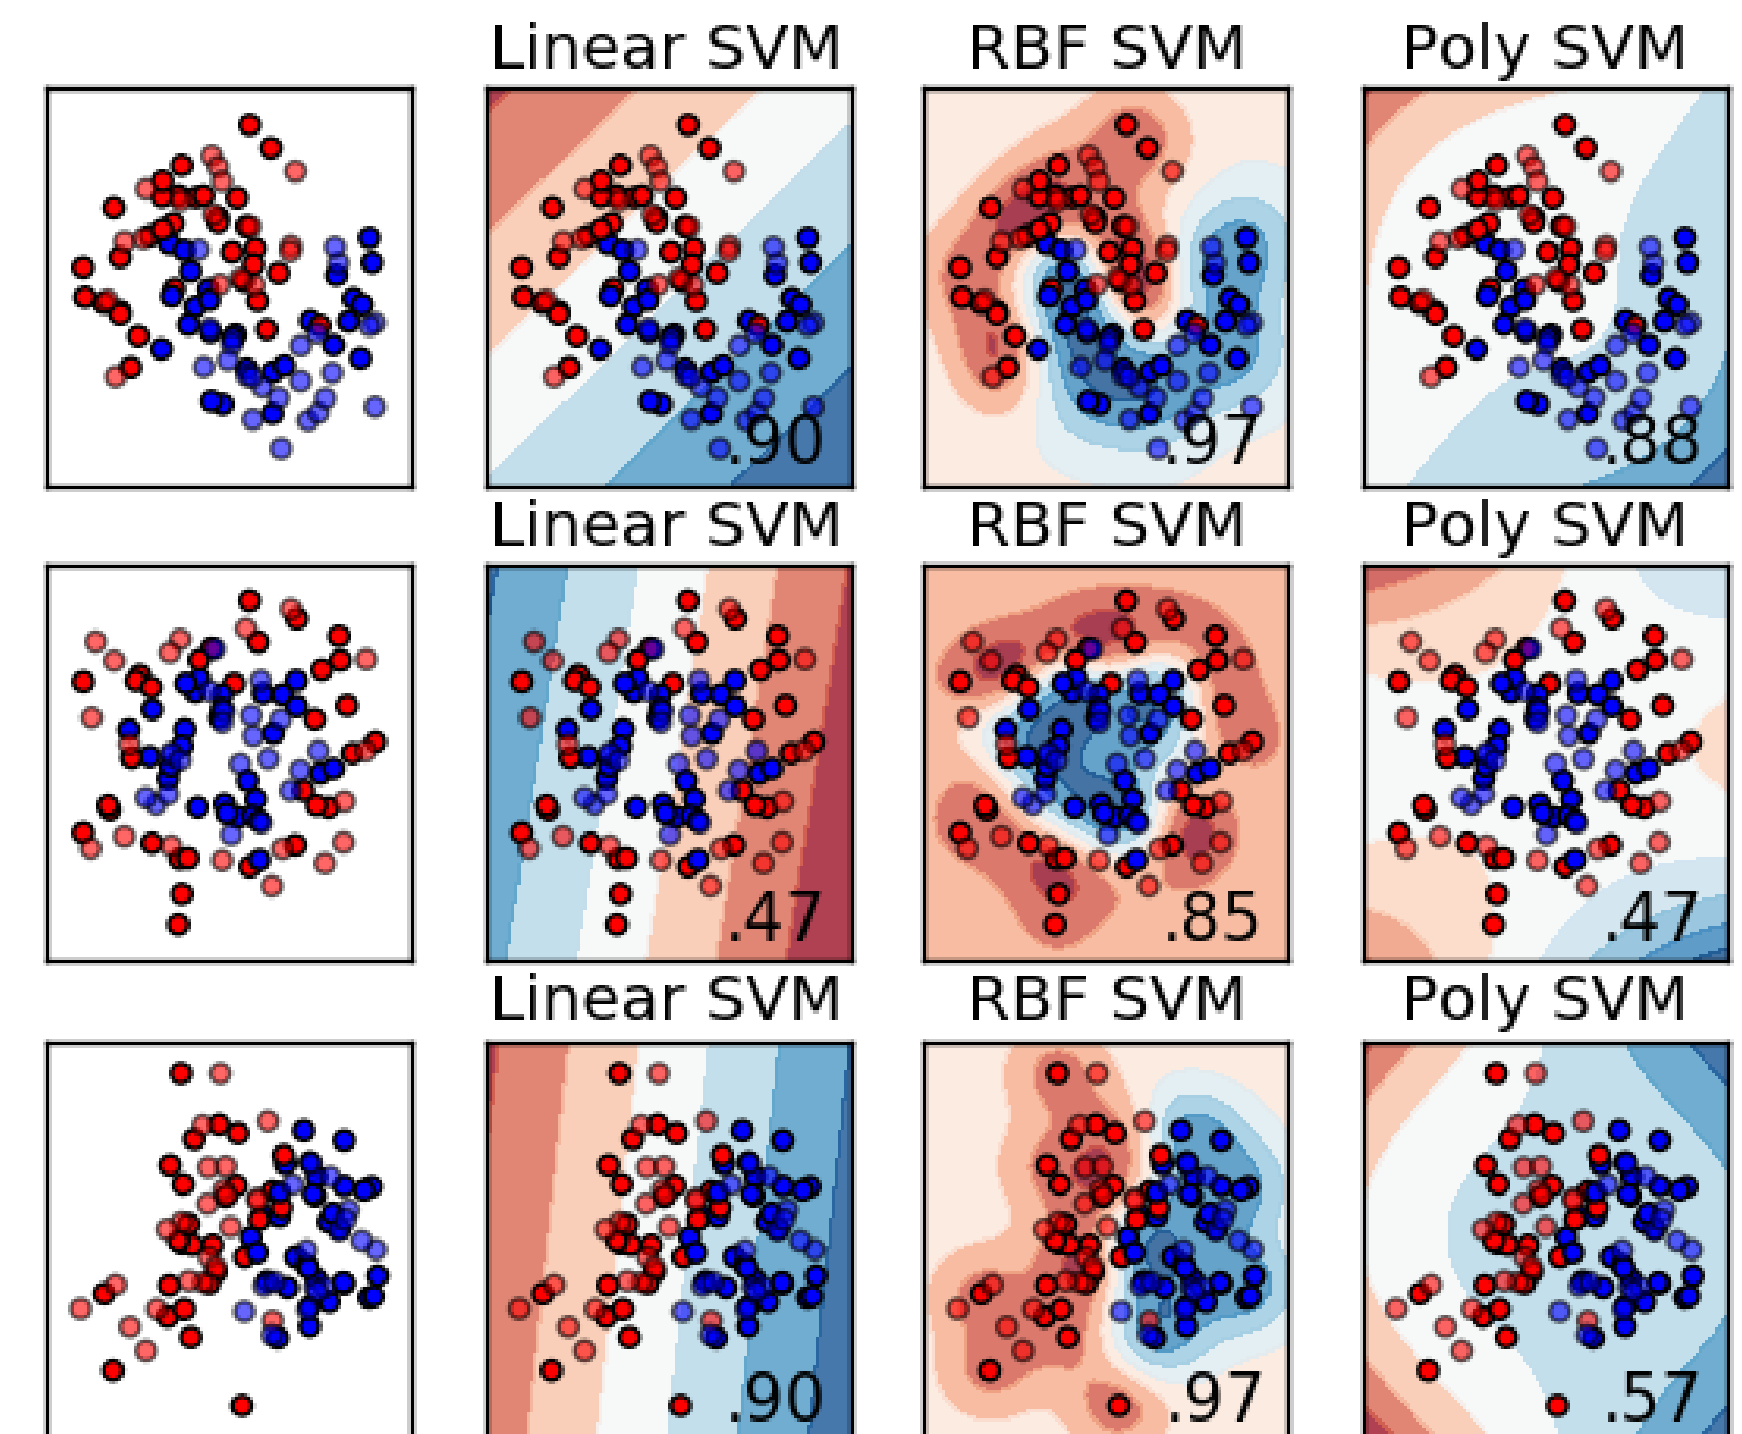 Linear SVM RBF SVM Poly SVM
.90 .97 .88
Linear SVM RBF SVM Poly SVM
.47 .85 .47
Linear SVM RBF SVM Poly SVM
.90 .97 .57